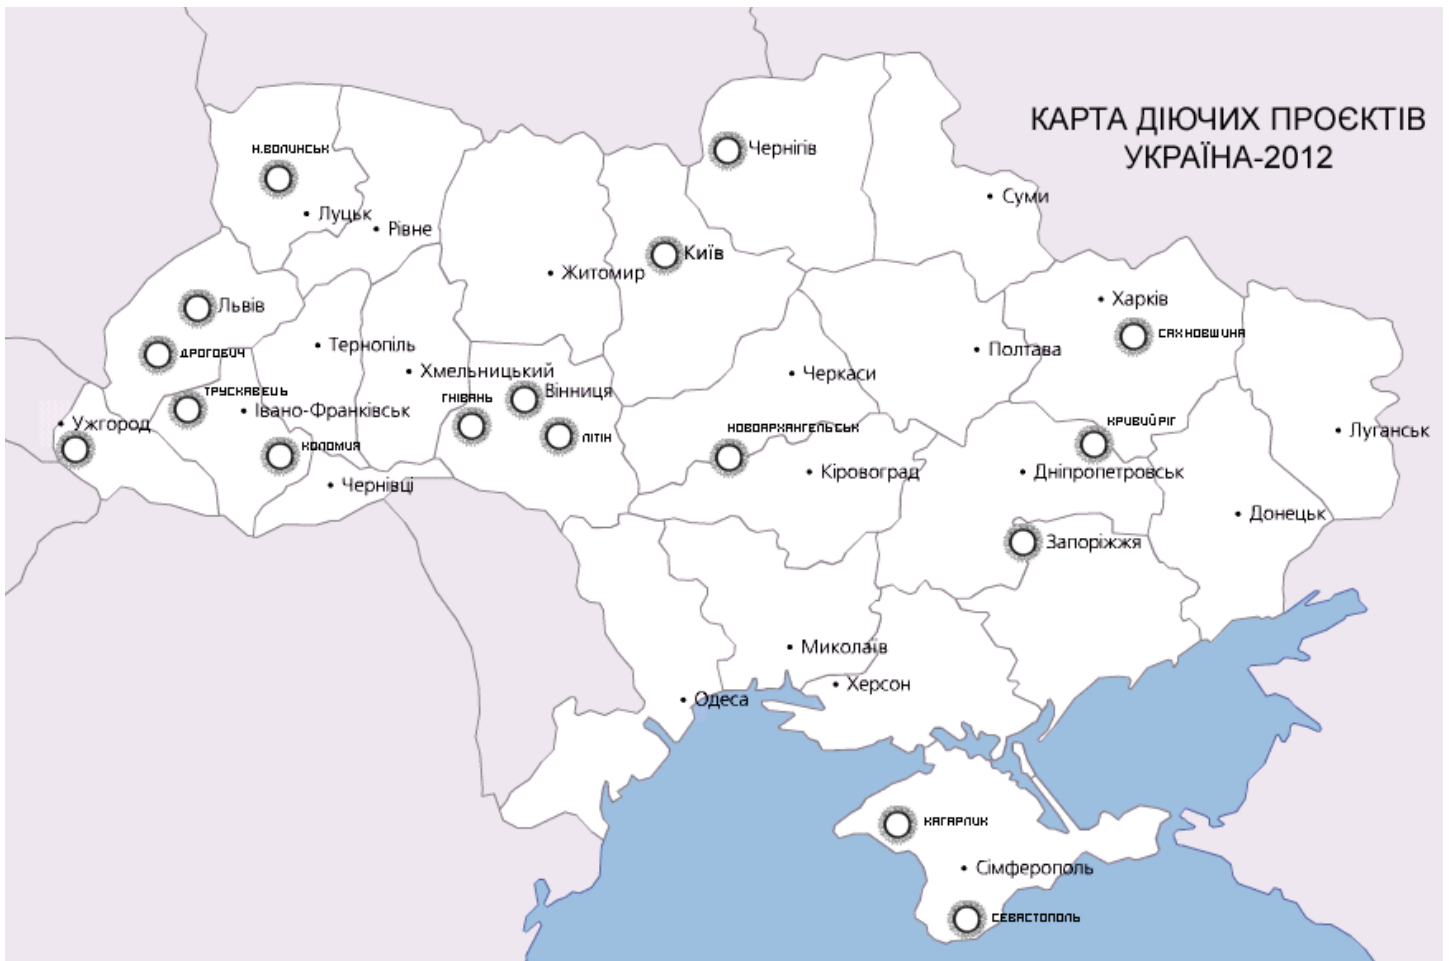 КАРТА ДІЮЧИХ ПРОЄКТІВ
УКРАЇНА-2012
Н.ВОЛИНСЬК
Чернігів
Суми
Луцьк
Рівне
Київ
Житомир
Львів
Харків
САХНОВЩИНА
ДРОГОБИЧ
Тернопіль
Полтава
Хмельницький
Черкаси
ТРУСКАВЕЦЬ
ГНІВАНЬ
Вінниця
Івано-Франківськ
Ужгород
НОВОАРХАНГЕЛЬСЬК
КРИВИЙ РІГ
Луганськ
ЛІТІН
КОЛОМИЯ
Кіровоград
Дніпропетровськ
Чернівці
Донецьк
Запоріжжя
Миколаїв
Херсон
Одеса
КАГАРЛИК
Сімферополь
СЕВАСТОПОЛЬ